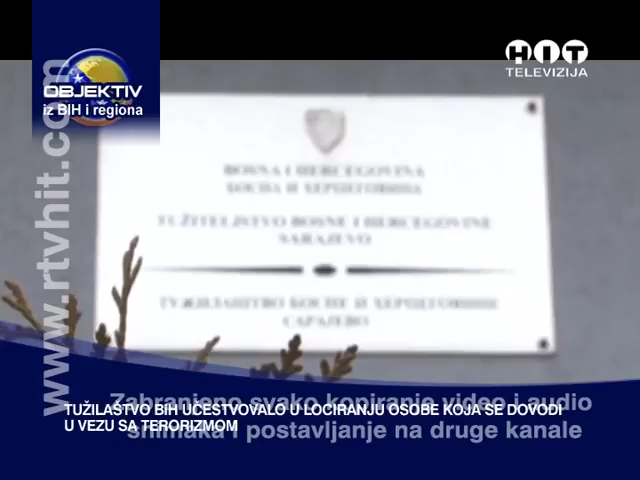 HIT
TELEVIZIJA
OBJEKTIV
iz BIH i regiona
www.rtvhit.com
BOSNA I HERCEGOVINA
БОСНА И ХЕРЦЕГОВИНА
TUŽITELJSTVO BOSNE I HERCEGOVINE
SARAJEVO
ТУЖИЛАШТВО БОСНЕ И ХЕРЦЕГОВИНЕ
САРАЈЕВО
Zabranjeno svako kopiranje video i audio
snimaka i postavljanje na druge kanale
TUŽILAŠTVO BIH UČESTVOVALO U LOCIRANJU OSOBE KOJA SE DOVODI
U VEZU SA TERORIZMOM